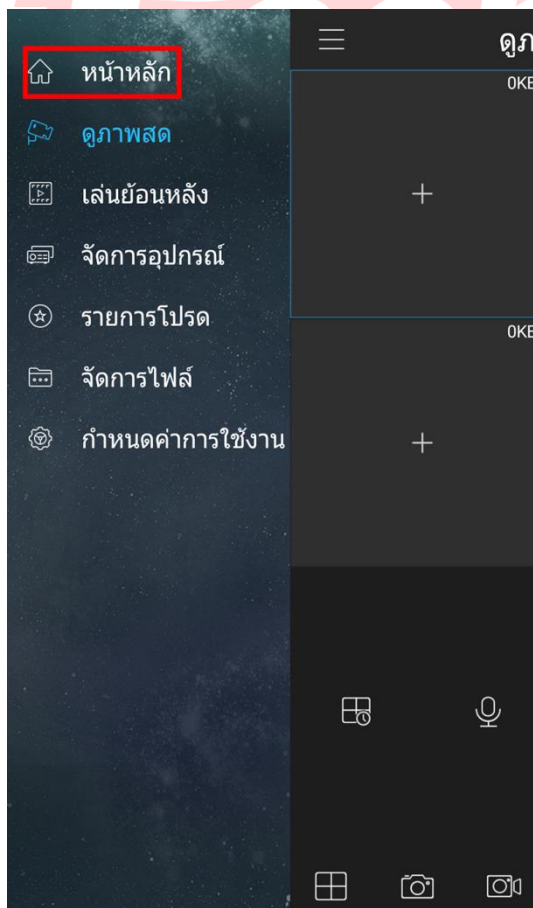 หน้าหลัก
ดูภาพสด
เล่นย้อนหลัง
จัดการอุปกรณ์
รายการโปรด
จัดการไฟล์
กำหนดค่าการใช้งาน
ดูภ
0KB
0KB